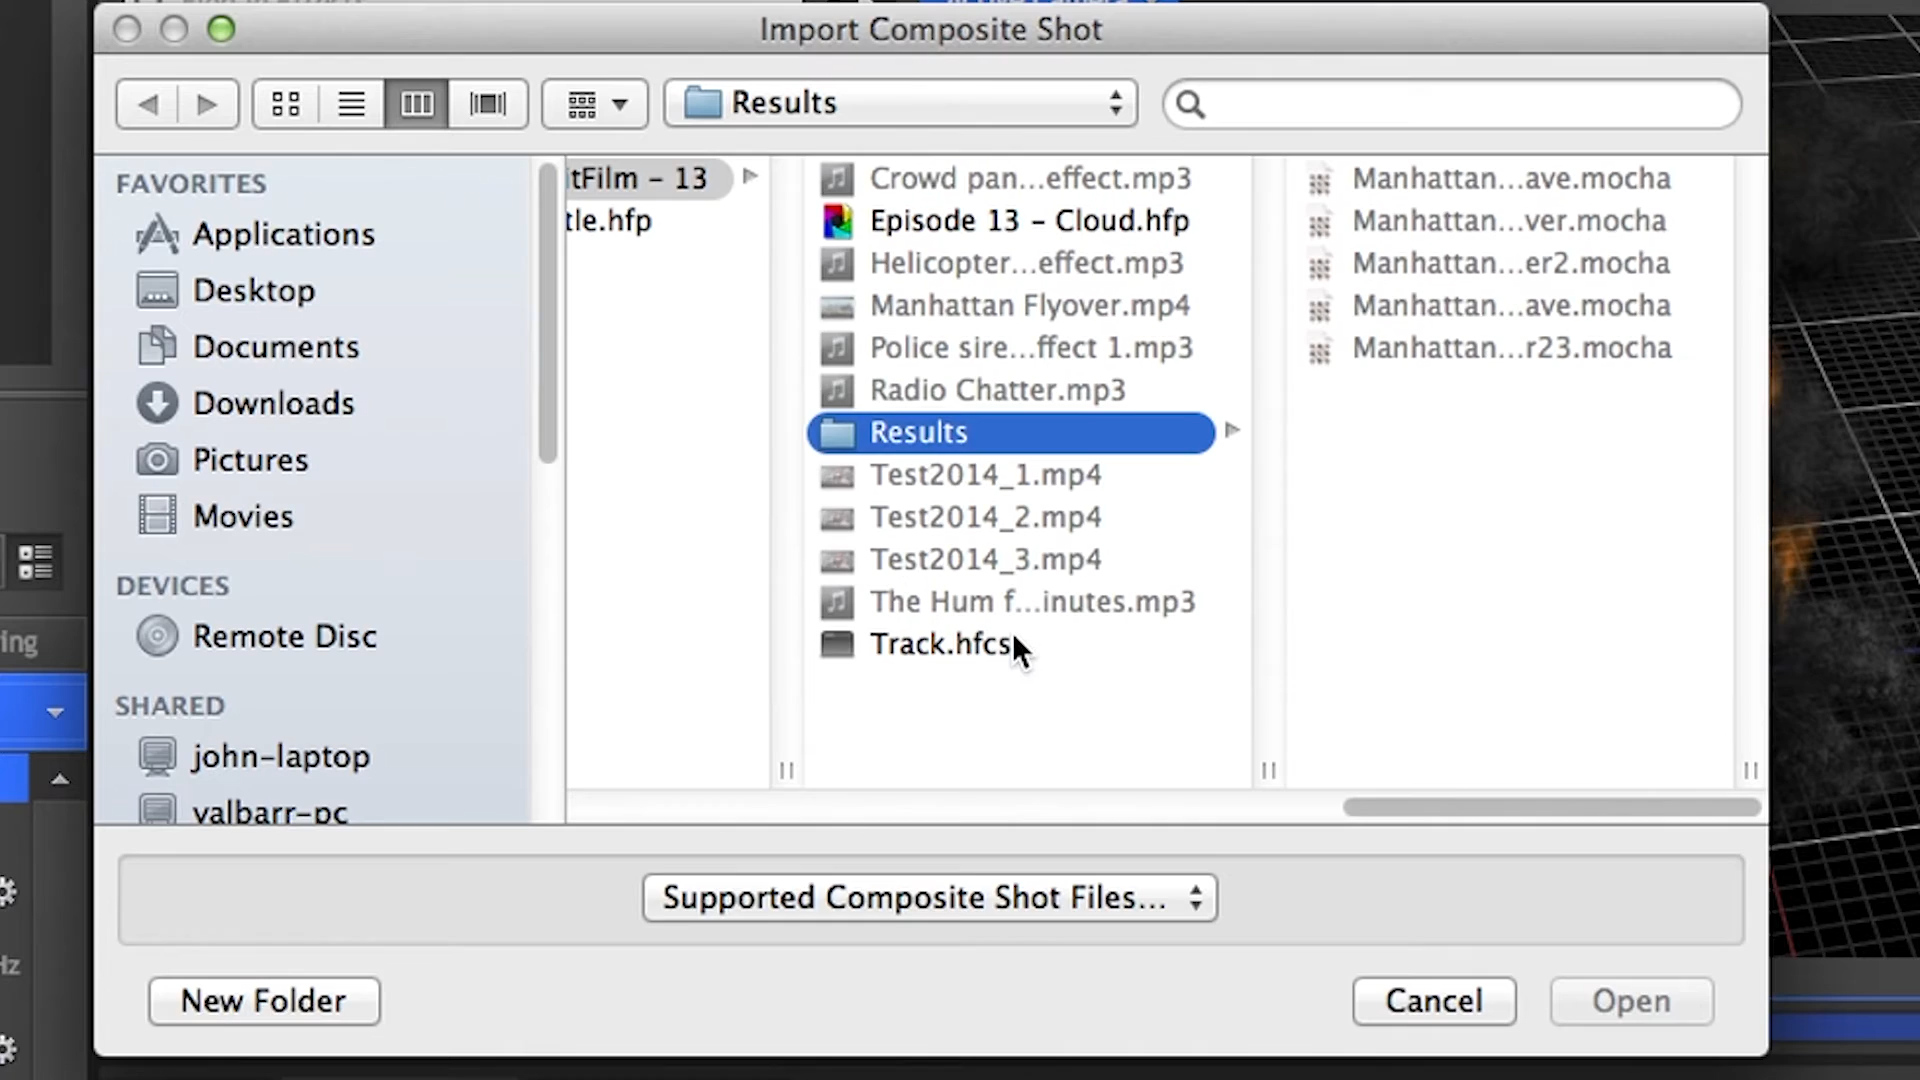 Import Composite Shot
Results
FAVORITES
Applications
Desktop
Documents
Downloads
Pictures
Movies
DEVICES
Remote Disc
SHARED
john-laptop
valbarr-pc
itFilm - 13
tle.hfp
Crowd pan...effect.mp3
Episode 13 - Cloud.hfp
Helicopter...effect.mp3
Manhattan Flyover.mp4
Police sire...ffect 1.mp3
Radio Chatter.mp3
Results
Test2014_1.mp4
Test2014_2.mp4
Test2014_3.mp4
The Hum f...inutes.mp3
Track.hfcs
Manhattan...ave.mocha
Manhattan...ver.mocha
Manhattan...er2.mocha
Manhattan...ave.mocha
Manhattan...r23.mocha
Supported Composite Shot Files...
New Folder
Cancel
Open
ing
Hz